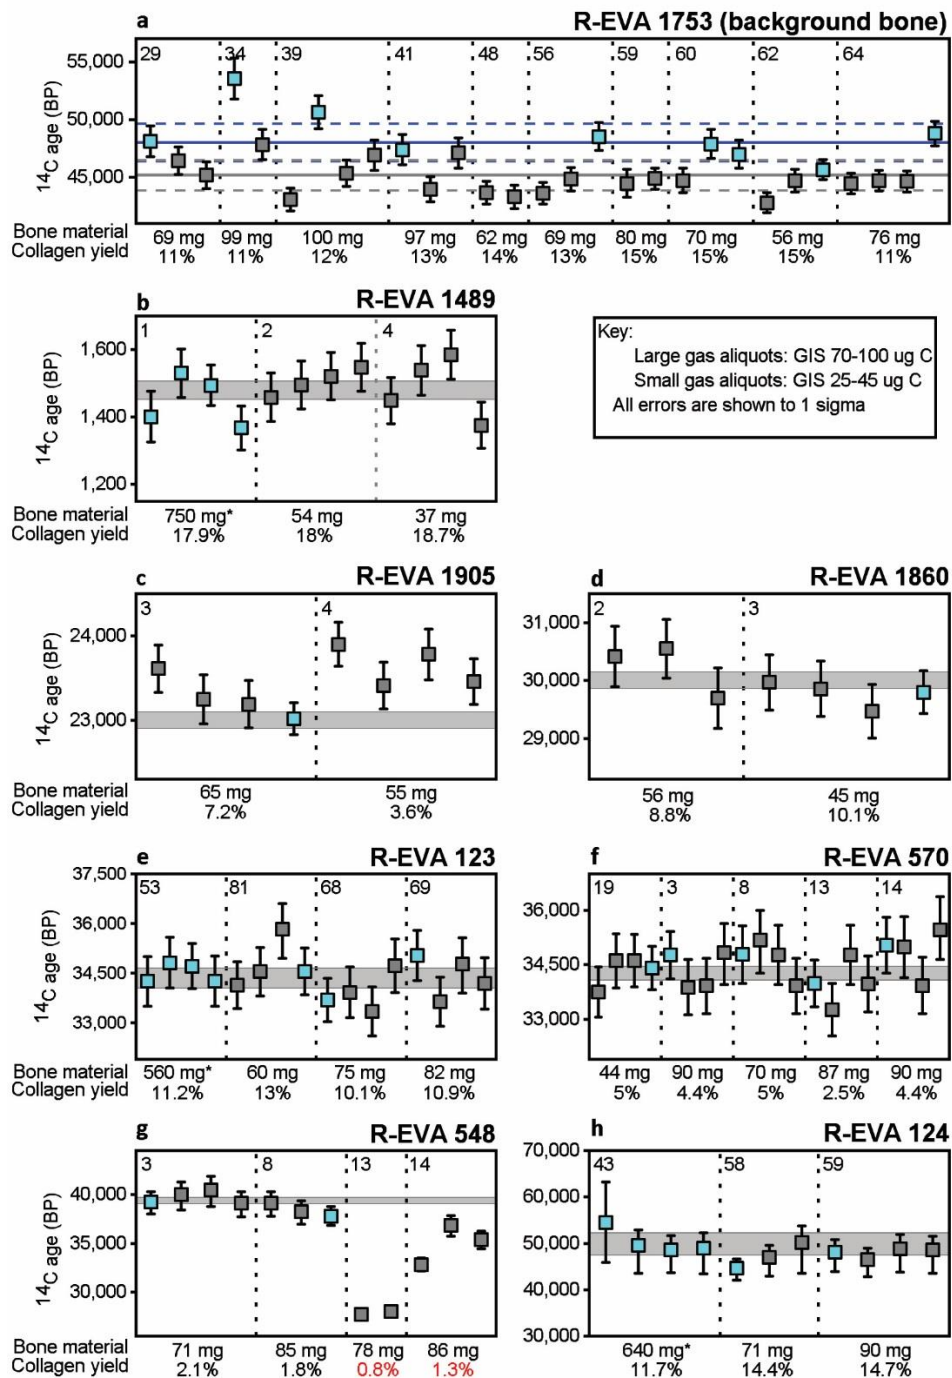 a R-EVA 1753 (background bone)
29 34 39 41 48 56 59 60 62 64
55,000
50,000
45,000
14C age (BP)
Bone material 69 mg 99 mg 100 mg 97 mg 62 mg 69 mg 80 mg 70 mg 56 mg 76 mg
Collagen yield 11% 11% 12% 13% 14% 13% 15% 15% 15% 11%
b R-EVA 1489
1 2 4
1,600
1,400
1,200
14C age (BP)
Bone material 750 mg* 54 mg 37 mg
Collagen yield 17.9% 18% 18.7%
Key:
Large gas aliquots: GIS 70-100 ug C
Small gas aliquots: GIS 25-45 ug C
All errors are shown to 1 sigma
c R-EVA 1905
3 4
24,000
23,000
14C age (BP)
Bone material 65 mg 55 mg
Collagen yield 7.2% 3.6%
d R-EVA 1860
2 3
31,000
30,000
29,000
56 mg 45 mg
8.8% 10.1%
e R-EVA 123
53 81 68 69
37,500
34,500
33,000
14C age (BP)
Bone material 560 mg* 60 mg 75 mg 82 mg
Collagen yield 11.2% 13% 10.1% 10.9%
f R-EVA 570
19 3 8 13 14
36,000
34,500
33,000
44 mg 90 mg 70 mg 87 mg 90 mg
5% 4.4% 5% 2.5% 4.4%
g R-EVA 548
3 8 13 14
40,000
35,000
30,000
14C age (BP)
Bone material 71 mg 85 mg 78 mg 86 mg
Collagen yield 2.1% 1.8% 0.8% 1.3%
h R-EVA 124
43 58 59
70,000
60,000
50,000
40,000
30,000
640 mg* 71 mg 90 mg
11.7% 14.4% 14.7%